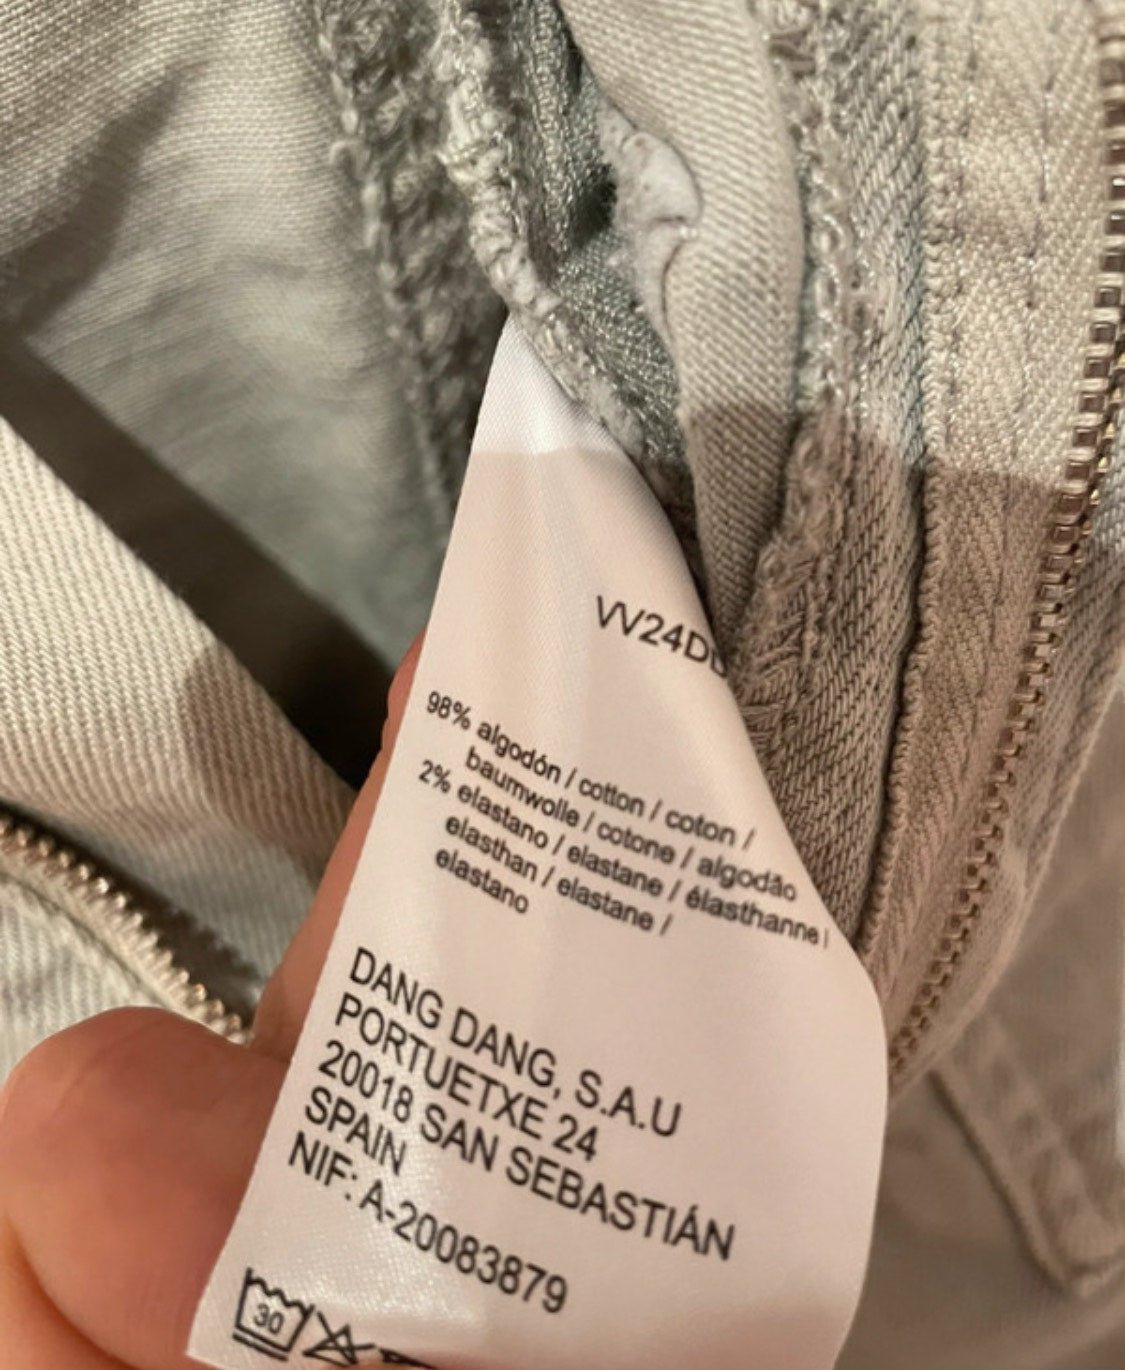 98% algodón / cotton / coton /
baumwolle / cotone / algodão
2% elastano / elastane / élasthanne /
elasthan / elastane /
elastano
DANG DANG, S.A.U
PORTUETXE 24
20018 SAN SEBASTIÁN
SPAIN
NIF: A-20083879
30